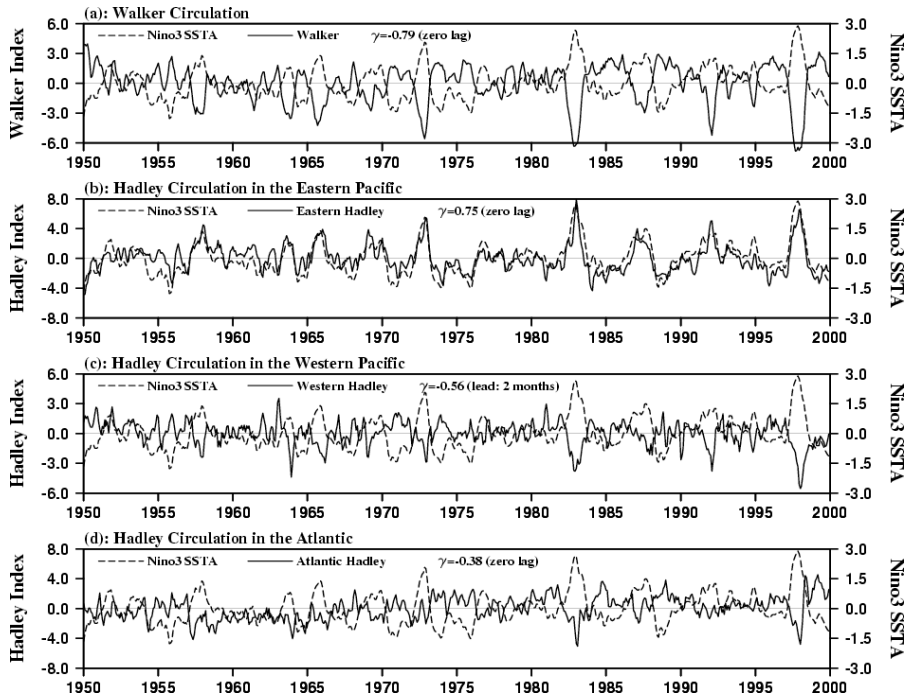 (a): Walker Circulation
6.0 3.0
Nino3 SSTA Walker γ=-0.79 (zero lag)
3.0 1.5
Walker Index 0.0 0.0 Nino3 SSTA
-3.0 -1.5
-6.0 -3.0
1950 1955 1960 1965 1970 1975 1980 1985 1990 1995 2000
(b): Hadley Circulation in the Eastern Pacific
8.0 3.0
Nino3 SSTA Eastern Hadley γ=0.75 (zero lag)
4.0 1.5
Hadley Index 0.0 0.0 Nino3 SSTA
-4.0 -1.5
-8.0 -3.0
1950 1955 1960 1965 1970 1975 1980 1985 1990 1995 2000
(c): Hadley Circulation in the Western Pacific
6.0 3.0
Nino3 SSTA Western Hadley γ=-0.56 (lead: 2 months)
3.0 1.5
Hadley Index 0.0 0.0 Nino3 SSTA
-3.0 -1.5
-6.0 -3.0
1950 1955 1960 1965 1970 1975 1980 1985 1990 1995 2000
(d): Hadley Circulation in the Atlantic
8.0 3.0
Nino3 SSTA Atlantic Hadley γ=-0.38 (zero lag)
4.0 1.5
Hadley Index 0.0 0.0 Nino3 SSTA
-4.0 -1.5
-8.0 -3.0
1950 1955 1960 1965 1970 1975 1980 1985 1990 1995 2000